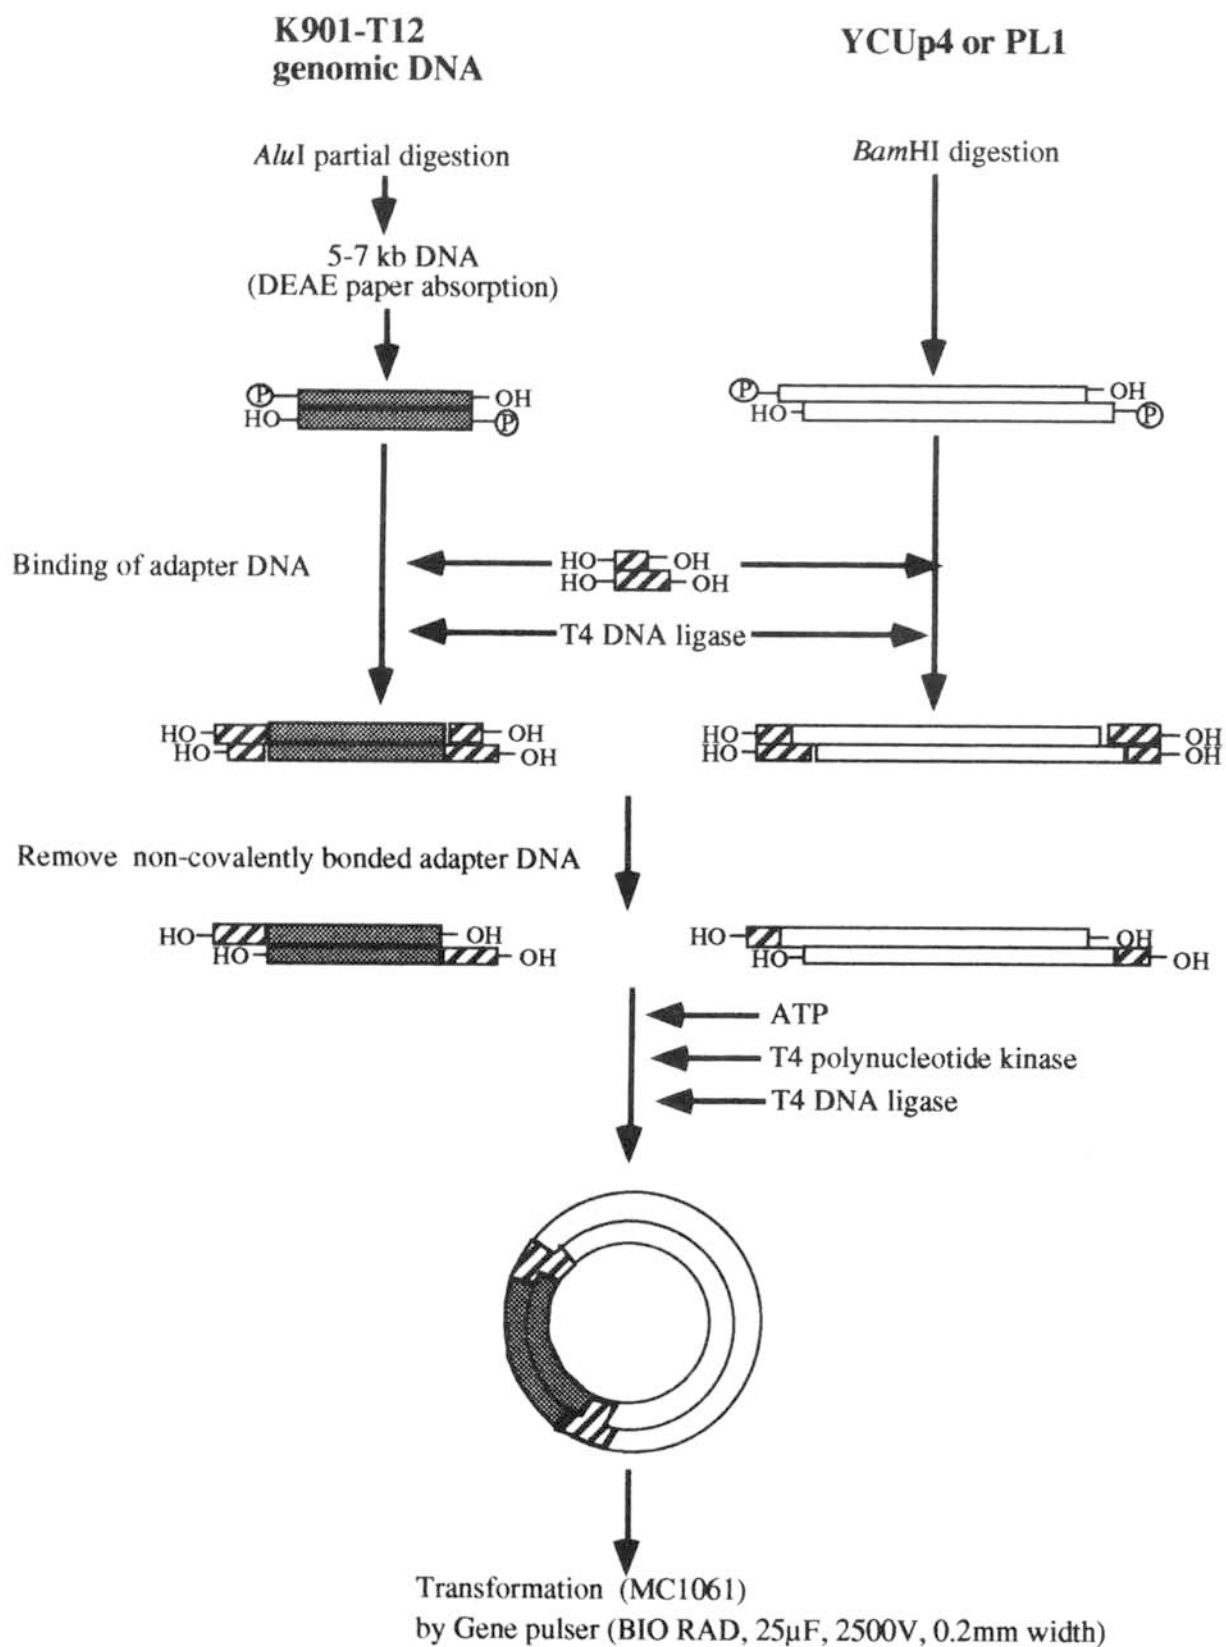 K901-T12
genomic DNA
YCUp4 or PL1
AluI partial digestion
BamHI digestion
5-7 kb DNA
(DEAE paper absorption)
P OH
HO P
P OH
HO P
Binding of adapter DNA
HO OH
HO OH
T4 DNA ligase
HO OH
HO OH
HO OH
HO OH
Remove non-covalently bonded adapter DNA
HO OH
HO OH
HO OH
HO OH
ATP
T4 polynucleotide kinase
T4 DNA ligase
Transformation (MC1061)
by Gene pulser (BIO RAD, 25µF, 2500V, 0.2mm width)